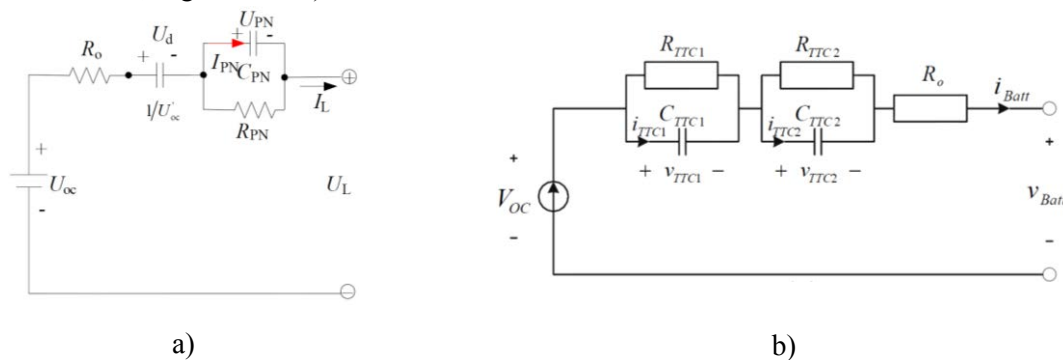 U_PN
U_d
+ -
R_o
+ -
I_PN C_PN
I_L
1/U'_oc
R_PN
+
U_oc
-
U_L
a)
R_TTC1
R_TTC2
R_o
i_Batt
C_TTC1
C_TTC2
i_TTC1
i_TTC2
+ v_TTC1 −
+ v_TTC2 −
+
V_OC
−
+
v_Batt
−
b)